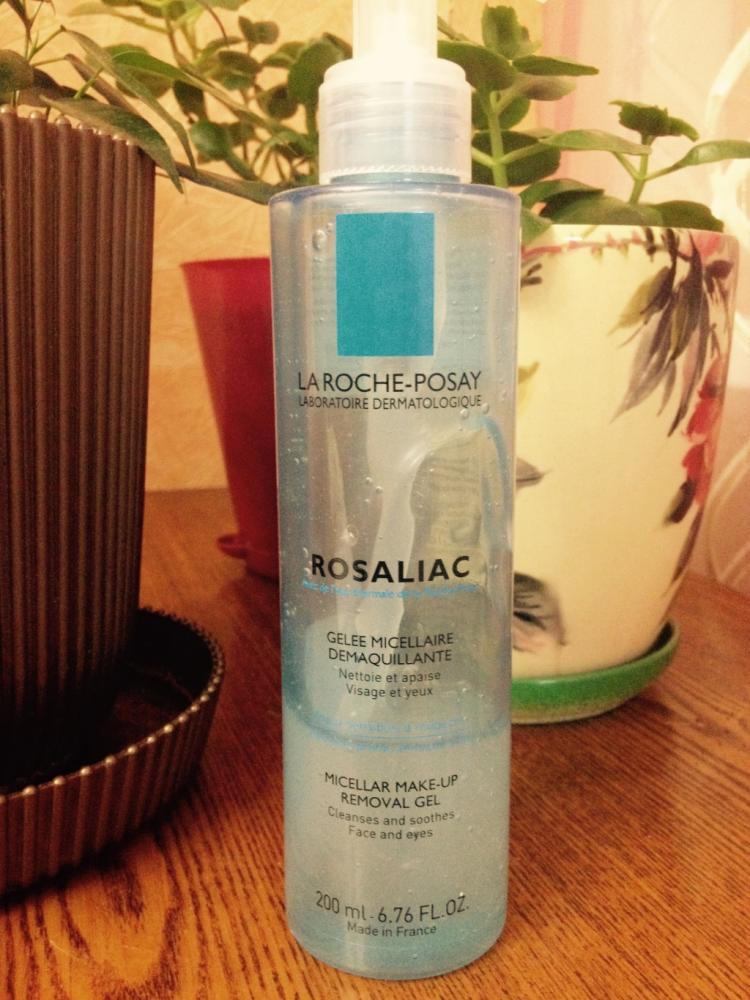 LA ROCHE-POSAY
LABORATOIRE DERMATOLOGIQUE
ROSALIAC
GELEE MICELLAIRE
DEMAQUILLANTE
Nettoie et apaise
Visage et yeux
MICELLAR MAKE-UP
REMOVAL GEL
Cleanses and soothes
Face and eyes
200 ml - 6.76 FL.OZ.
Made in France